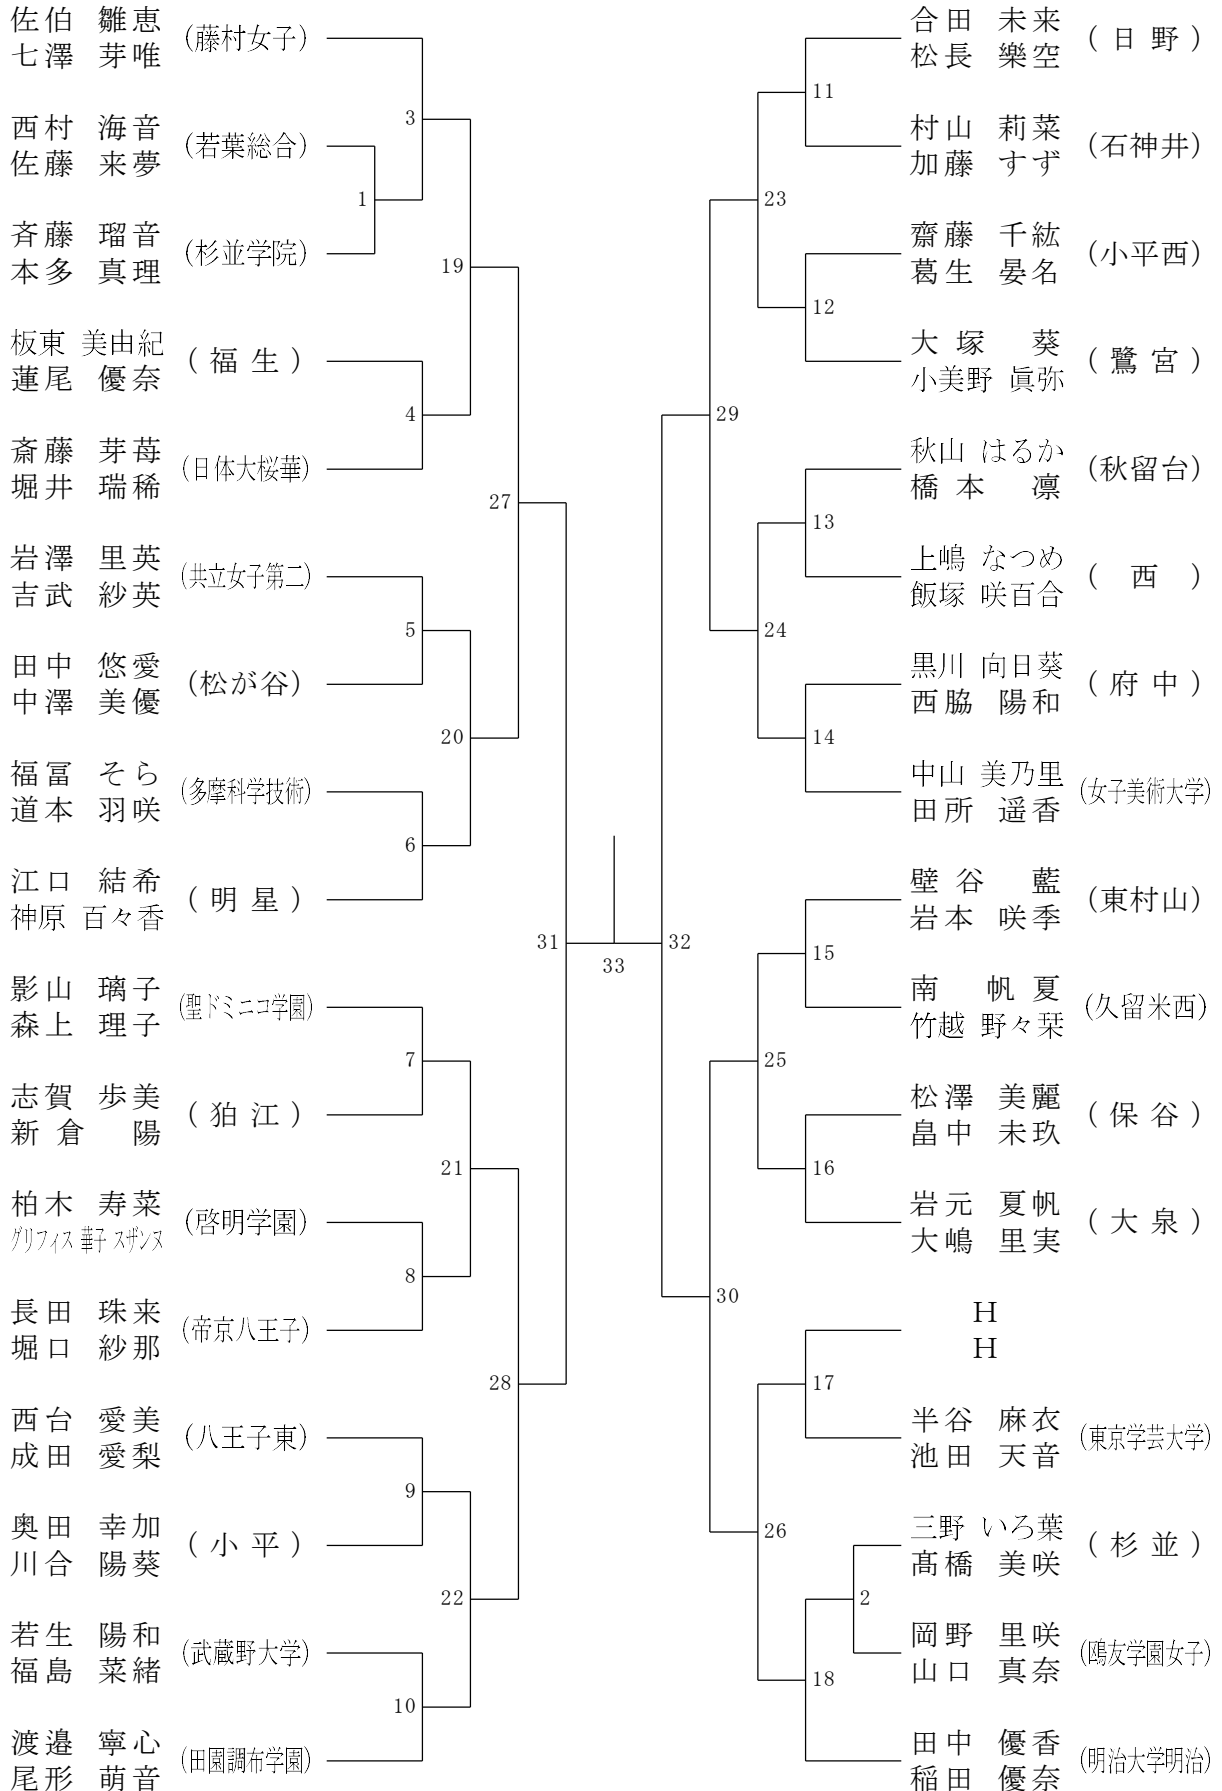 佐伯 雛恵
七澤 芽唯
(藤村女子)
3
西村 海音
佐藤 来夢
(若葉総合)
1
斉藤 瑠音
本多 真理
(杉並学院)
19
板東 美由紀
蓮尾 優奈
(福生)
4
斎藤 芽苺
堀井 瑞稀
(日体大桜華)
27
岩澤 里英
吉武 紗英
(共立女子第二)
5
田中 悠愛
中澤 美優
(松が谷)
20
福冨 そら
道本 羽咲
(多摩科学技術)
6
江口 結希
神原 百々香
(明星)
31
33
32
影山 璃子
森上 理子
(聖ドミニコ学園)
7
志賀 歩美
新倉 陽
(狛江)
21
柏木 寿菜
グリフィス 華子 スザンヌ
(啓明学園)
8
長田 珠来
堀口 紗那
(帝京八王子)
28
西台 愛美
成田 愛梨
(八王子東)
9
奥田 幸加
川合 陽葵
(小平)
22
若生 陽和
福島 菜緒
(武蔵野大学)
10
渡邉 寧心
尾形 萌音
(田園調布学園)
合田 未来
松長 樂空
(日野)
11
村山 莉菜
加藤 すず
(石神井)
23
齋藤 千紘
葛生 晏名
(小平西)
12
大塚 葵
小美野 眞弥
(鷺宮)
29
秋山 はるか
橋本 凛
(秋留台)
13
上嶋 なつめ
飯塚 咲百合
(西)
24
黒川 向日葵
西脇 陽和
(府中)
14
中山 美乃里
田所 遥香
(女子美術大学)
壁谷 藍
岩本 咲季
(東村山)
15
南 帆夏
竹越 野々栞
(久留米西)
25
松澤 美麗
畠中 未玖
(保谷)
16
岩元 夏帆
大嶋 里実
(大泉)
30
H
H
17
半谷 麻衣
池田 天音
(東京学芸大学)
26
三野 いろ葉
髙橋 美咲
(杉並)
2
岡野 里咲
山口 真奈
(鴎友学園女子)
18
田中 優香
稲田 優奈
(明治大学明治)